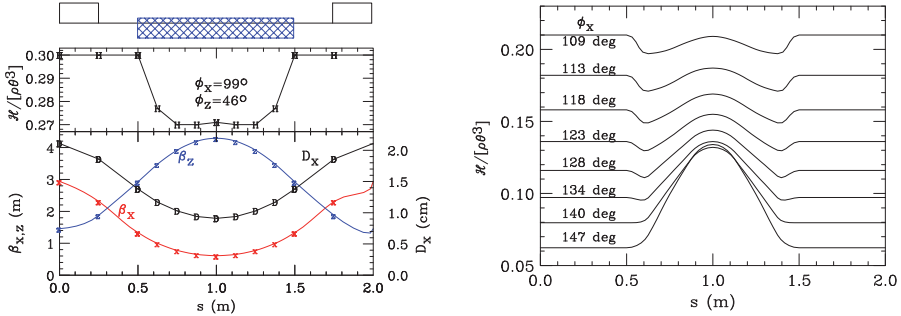 0.30
0.29
0.28
0.27
ℋ/[ρθ³]
ϕx=99°
ϕz=46°
4
3
2
1
0
βx,z (m)
βz
βx
Dx
2.0
1.5
1.0
0.5
0.0
Dx (cm)
0.0 0.5 1.0 1.5 2.0
s (m)
0.20
0.15
0.10
0.05
ℋ/[ρθ³]
ϕx
109 deg
113 deg
118 deg
123 deg
128 deg
134 deg
140 deg
147 deg
0.0 0.5 1.0 1.5 2.0
s (m)